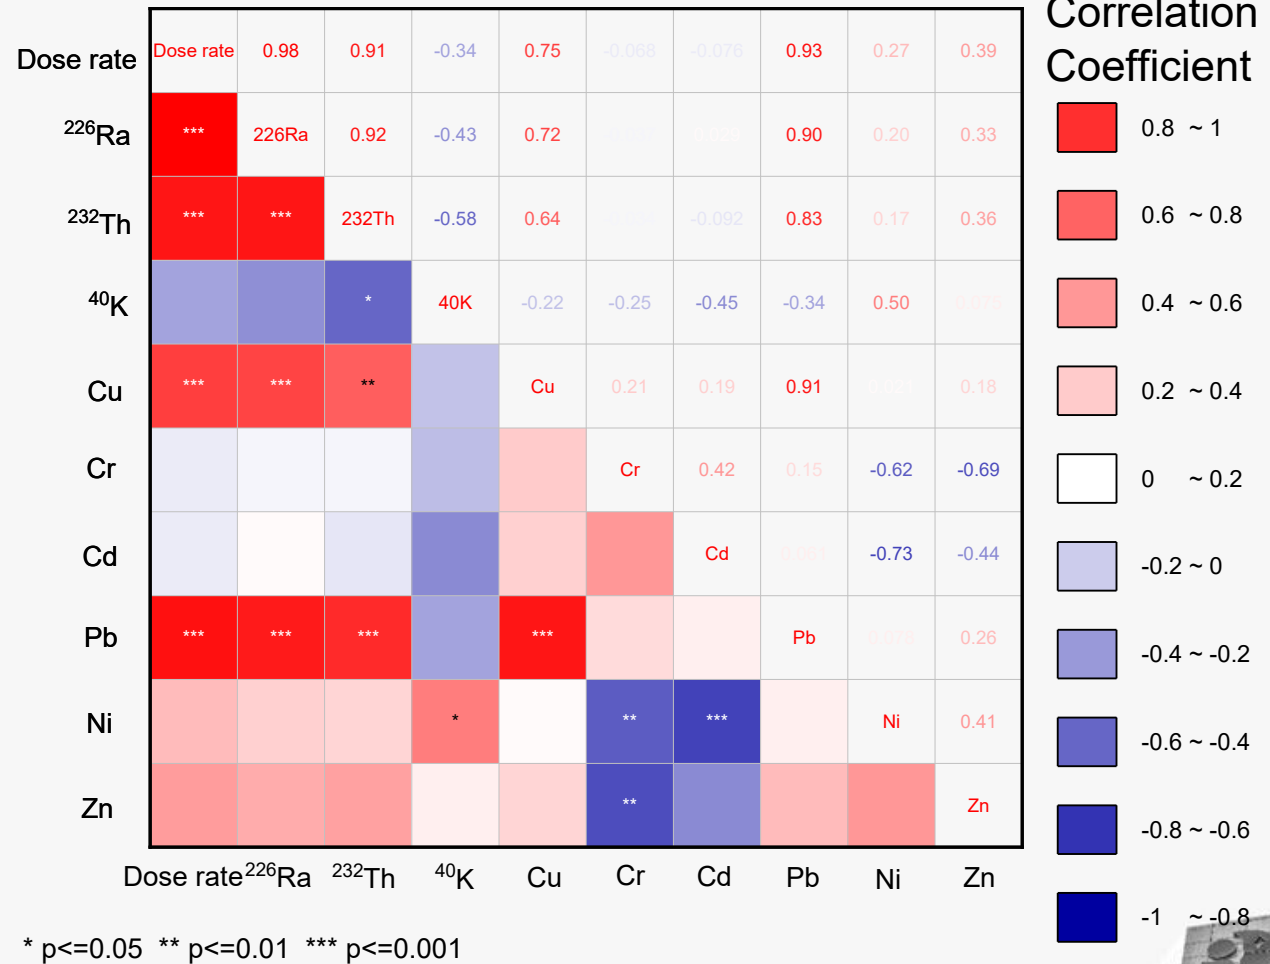 Correlation
Coefficient
Dose rate Dose rate 0.98 0.91 -0.34 0.75 -0.068 -0.076 0.93 0.27 0.39
²²⁶Ra *** 226Ra 0.92 -0.43 0.72 0.90 0.20 0.33
²³²Th *** *** 232Th -0.58 0.64 -0.092 0.83 0.17 0.36
⁴⁰K * 40K -0.22 -0.25 -0.45 -0.34 0.50
Cu *** *** ** Cu 0.21 0.19 0.91 0.18
Cr Cr 0.42 0.15 -0.62 -0.69
Cd Cd -0.73 -0.44
Pb *** *** *** *** Pb 0.078 0.26
Ni * ** *** Ni 0.41
Zn ** Zn
Dose rate ²²⁶Ra ²³²Th ⁴⁰K Cu Cr Cd Pb Ni Zn
* p<=0.05 ** p<=0.01 *** p<=0.001
0.8 ~ 1
0.6 ~ 0.8
0.4 ~ 0.6
0.2 ~ 0.4
0 ~ 0.2
-0.2 ~ 0
-0.4 ~ -0.2
-0.6 ~ -0.4
-0.8 ~ -0.6
-1 ~ -0.8